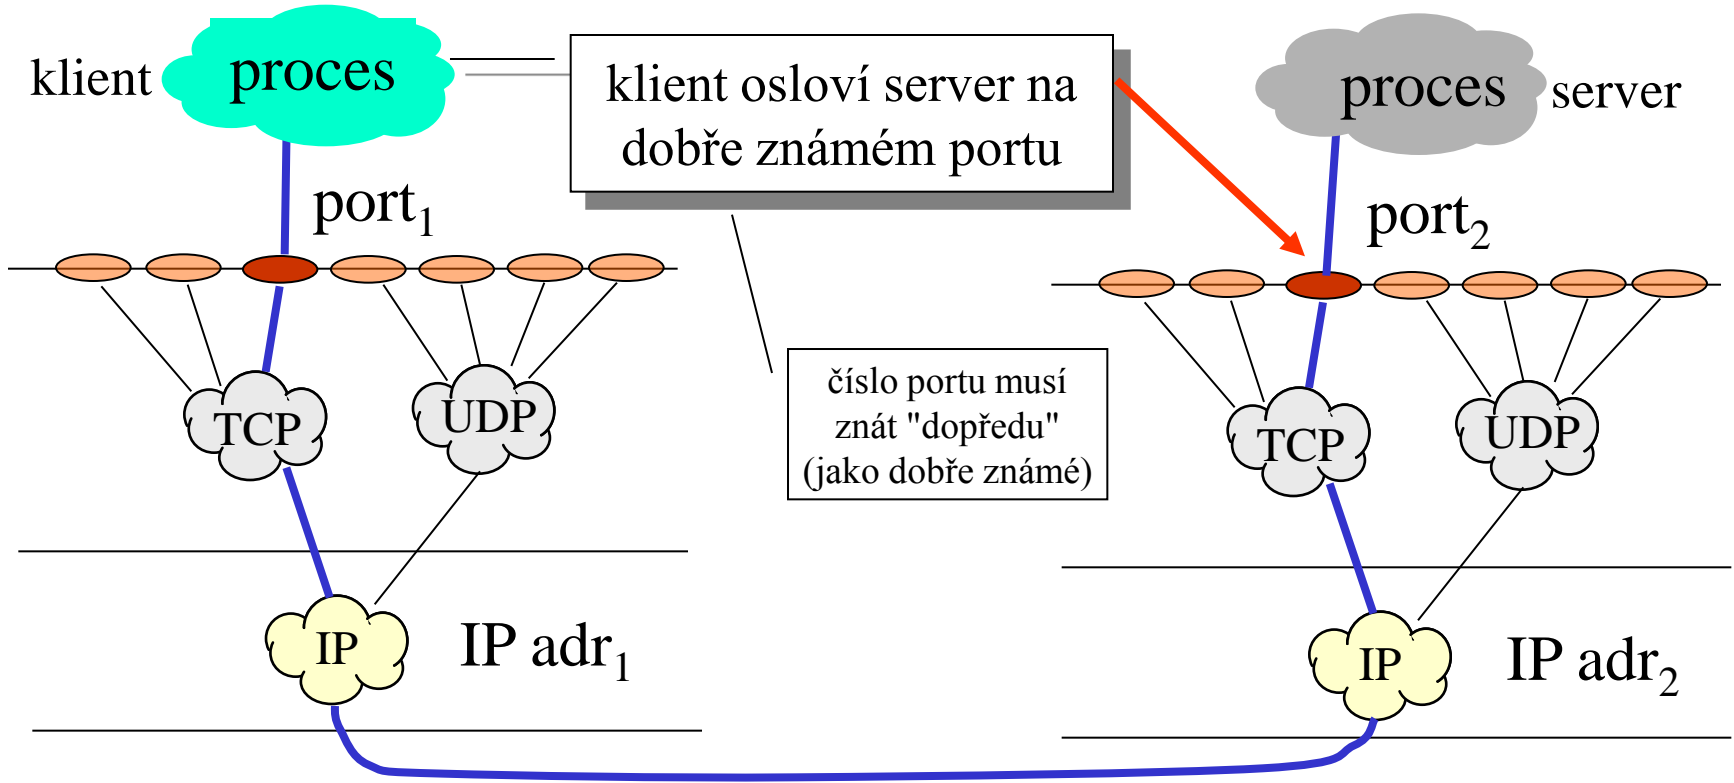 klient
proces
klient osloví server na
dobře známém portu
proces
server
port1
port2
číslo portu musí
znát "dopředu"
(jako dobře známé)
TCP
UDP
TCP
UDP
IP
IP adr1
IP
IP adr2